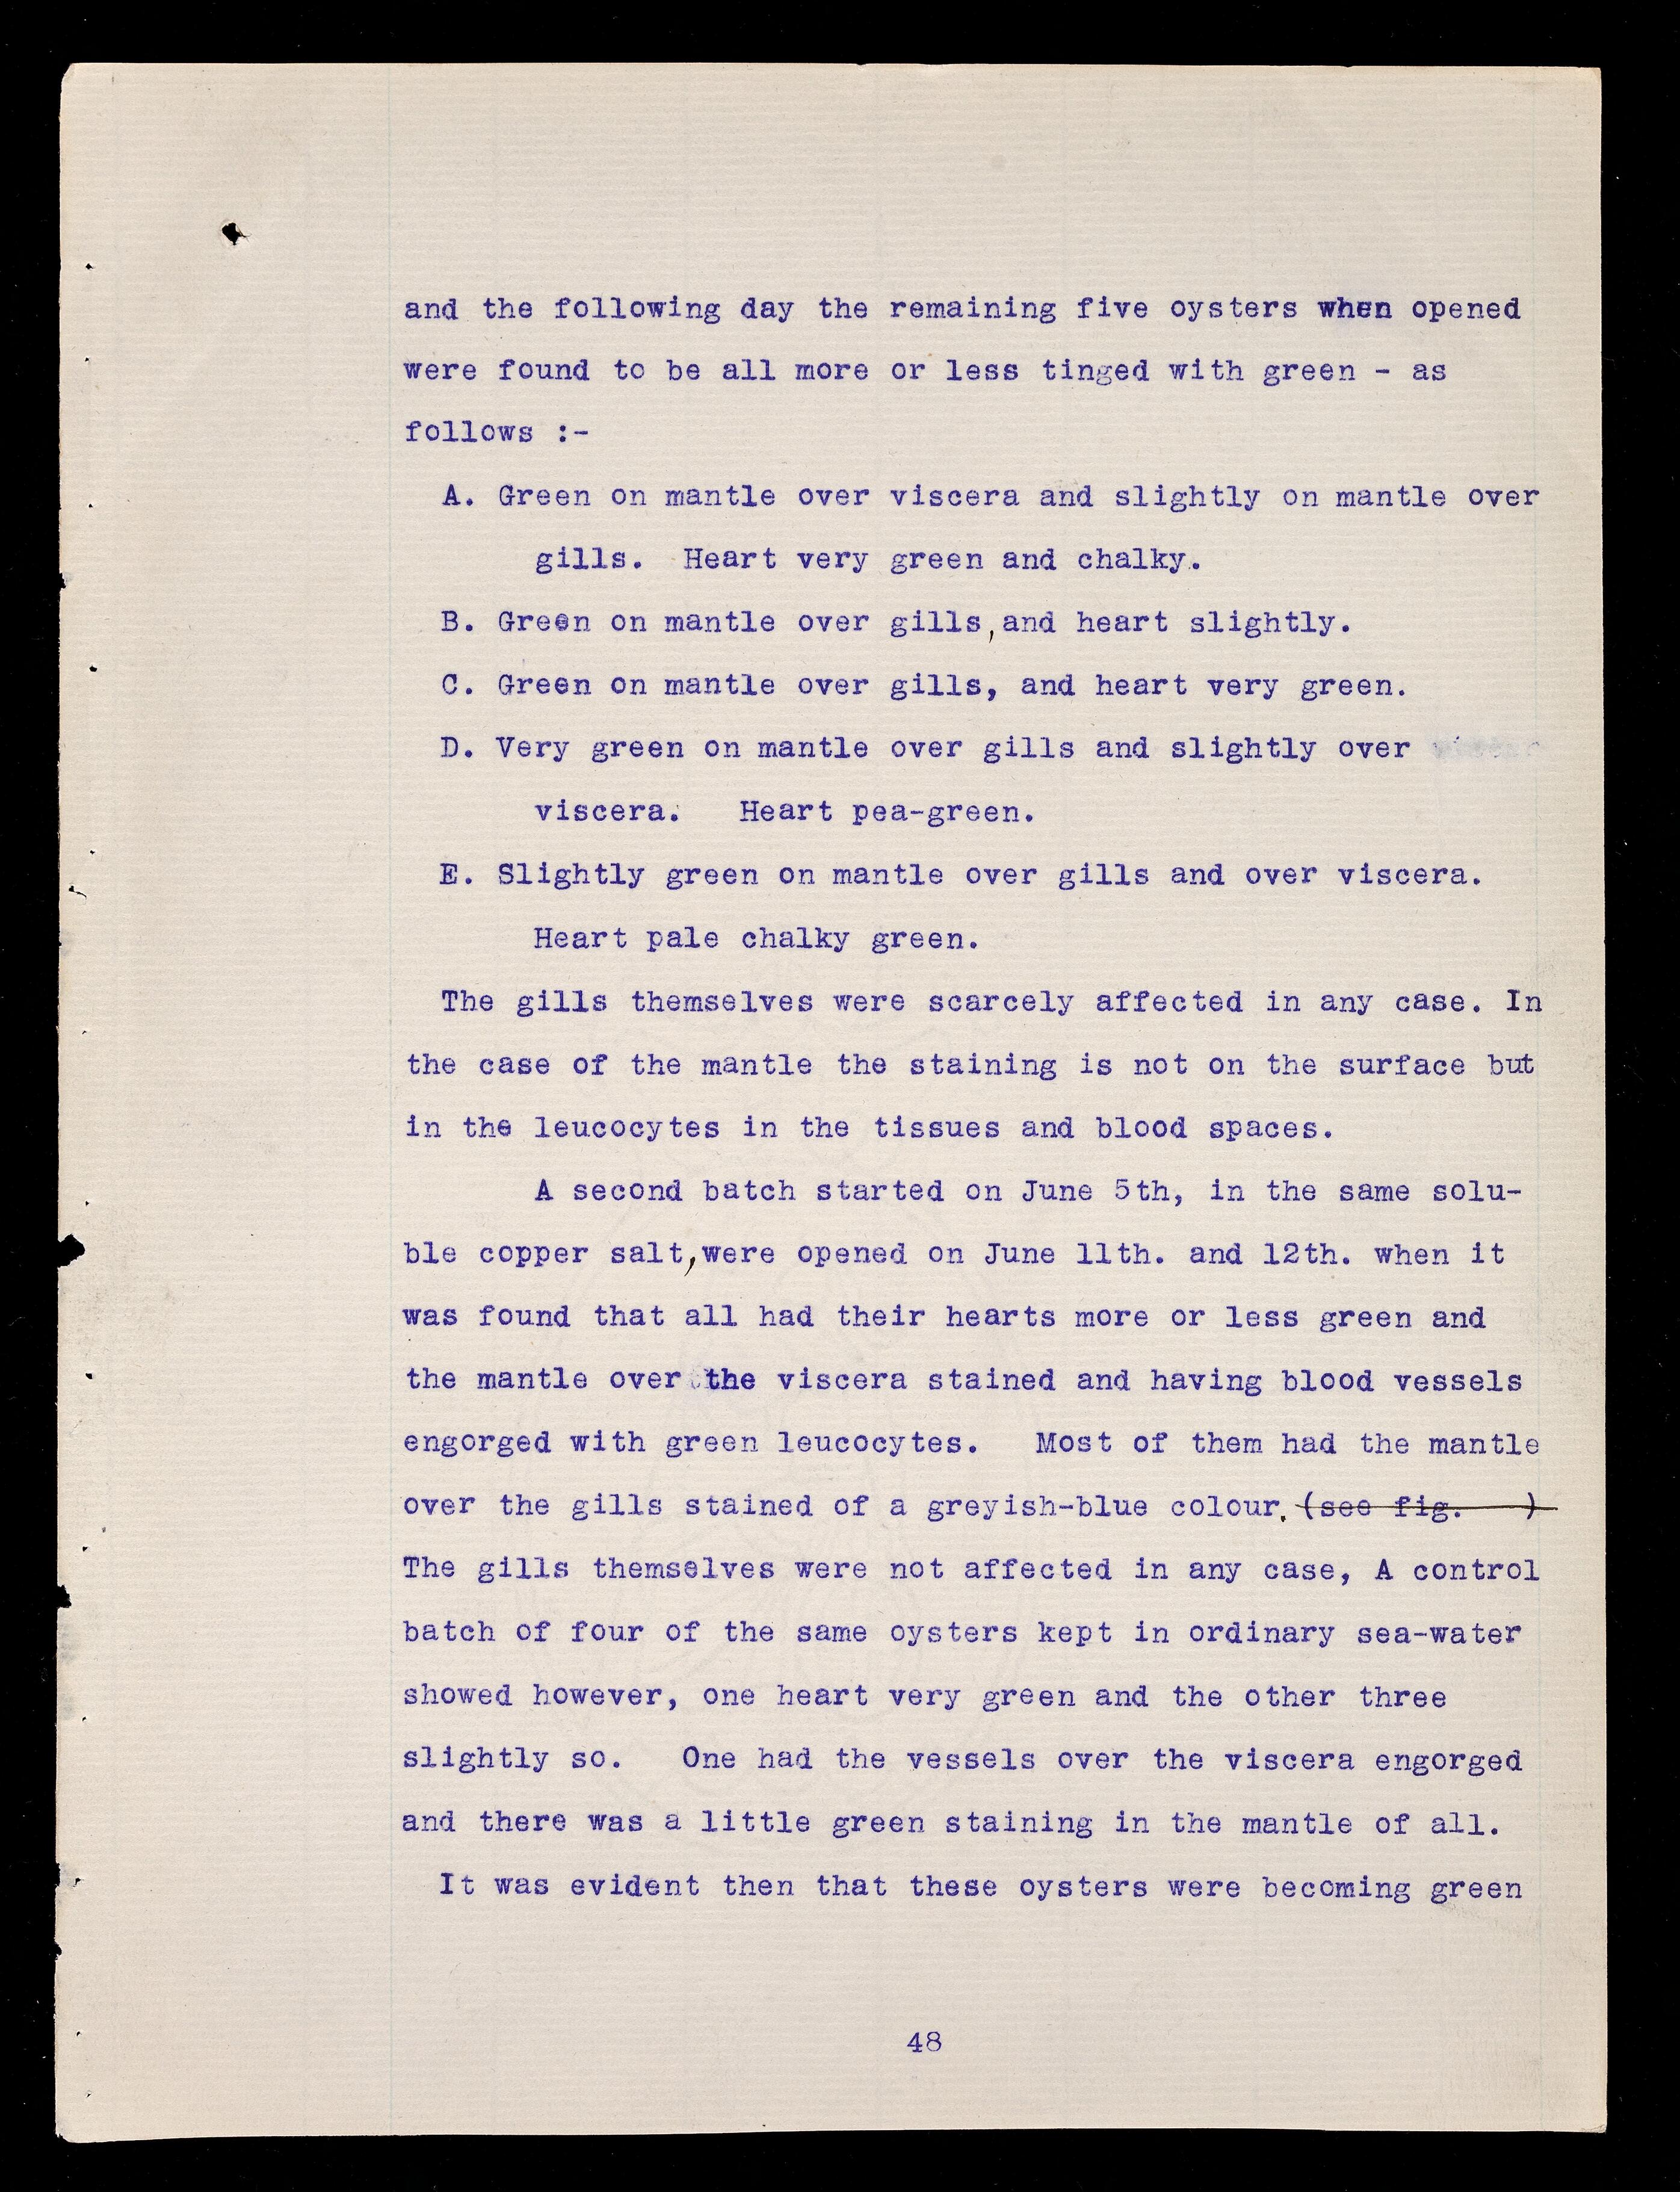 and the following day the remaining five oysters when opened
were found to be all more or less tinged with green - as
follows :-
A. Green on mantle over viscera and slightly on mantle over
gills. Heart very green and chalky.
B. Green on mantle over gills,and heart slightly.
C. Green on mantle over gills, and heart very green.
D. Very green on mantle over gills and slightly over
viscera. Heart pea-green.
E. Slightly green on mantle over gills and over viscera.
Heart pale chalky green.
The gills themselves were scarcely affected in any case. In
the case of the mantle the staining is not on the surface but
in the leucocytes in the tissues and blood spaces.
A second batch started on June 5th, in the same solu-
ble copper salt,were opened on June 11th. and 12th. when it
was found that all had their hearts more or less green and
the mantle over the viscera stained and having blood vessels
engorged with green leucocytes. Most of them had the mantle
over the gills stained of a greyish-blue colour. (see fig. )
The gills themselves were not affected in any case, A control
batch of four of the same oysters kept in ordinary sea-water
showed however, one heart very green and the other three
slightly so. One had the vessels over the viscera engorged
and there was a little green staining in the mantle of all.
It was evident then that these oysters were becoming green
48